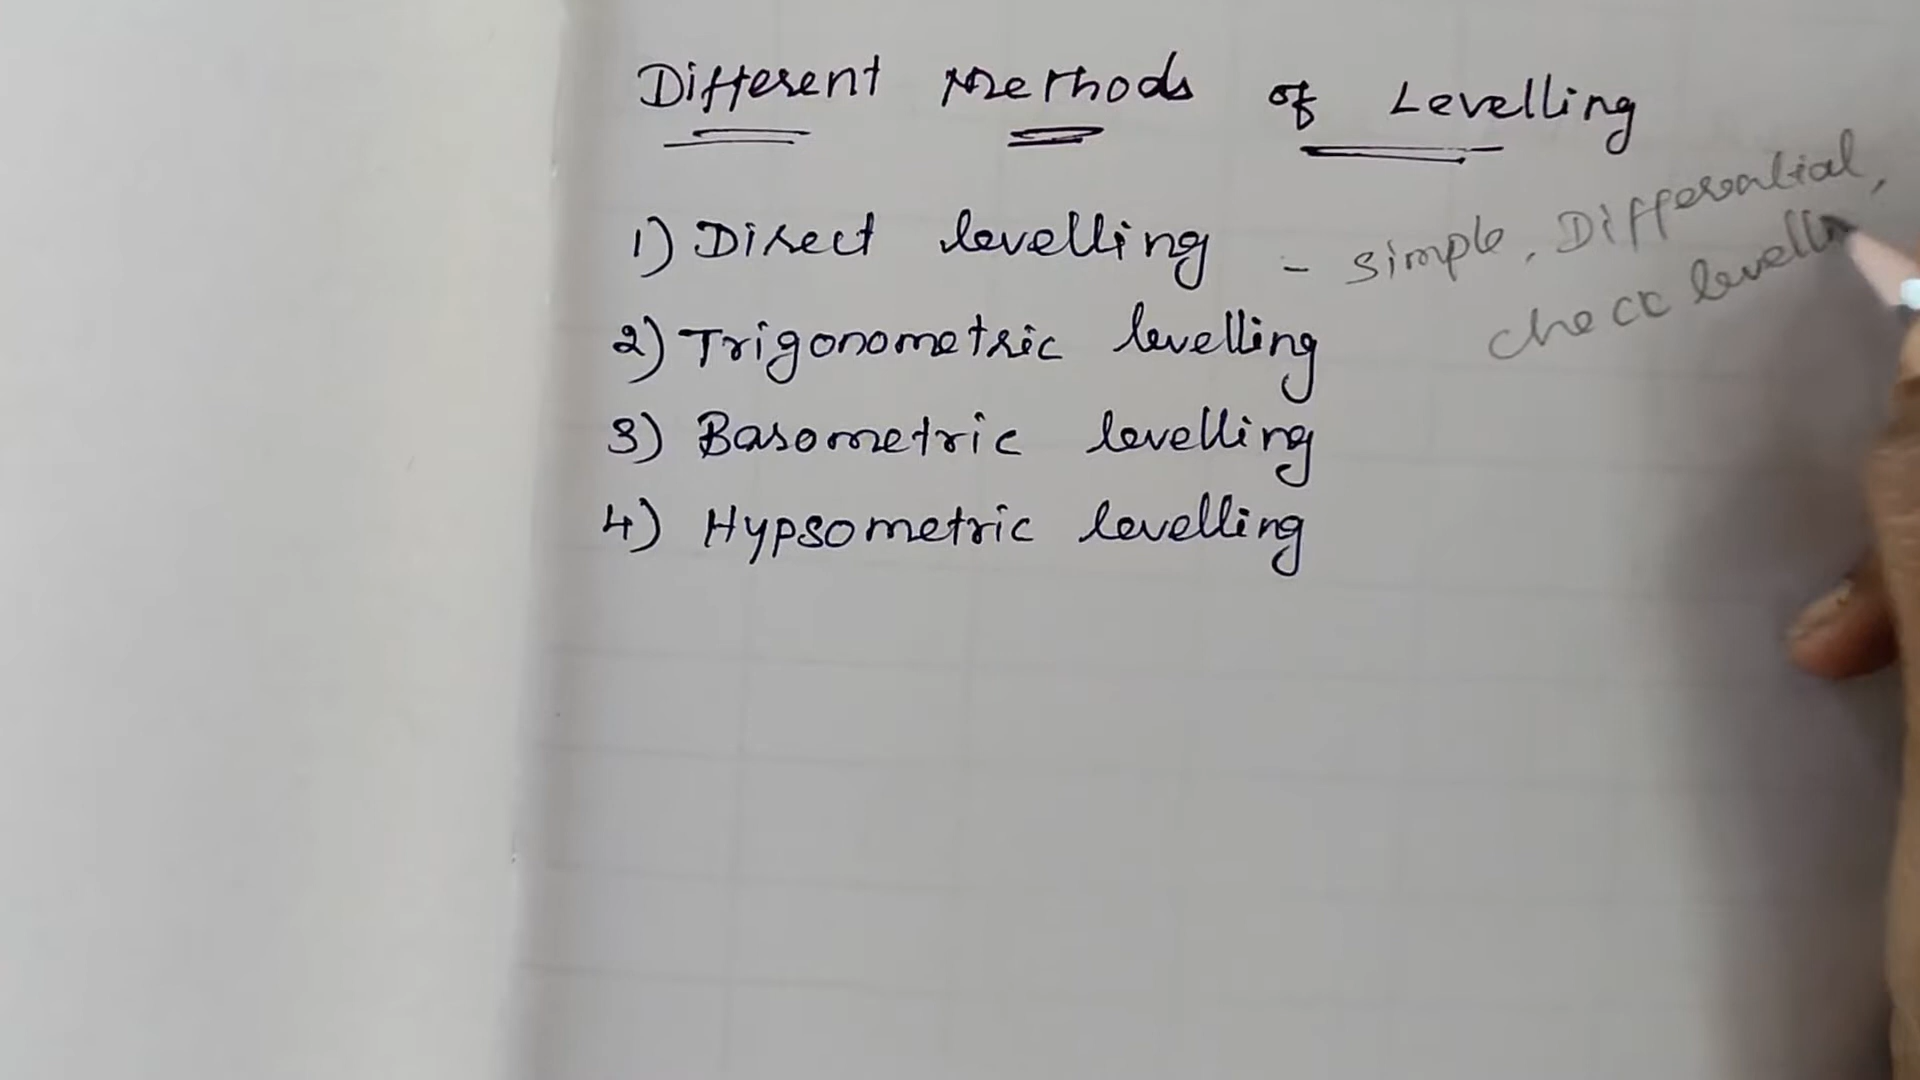 Different Methods of Levelling
1) Direct levelling - Simple, Differential,
check levellin
2) Trigonometric levelling
3) Barometric levelling
4) Hypsometric levelling